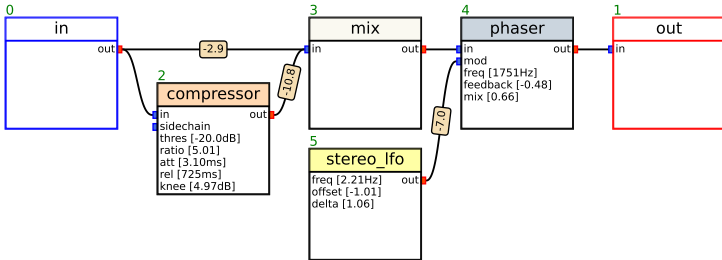 0
in
out
-2.9
2
compressor
in
out
sidechain
thres [-20.0dB]
ratio [5.01]
att [3.10ms]
rel [725ms]
knee [4.97dB]
-10.8
3
mix
in
out
5
stereo_lfo
freq [2.21Hz]
out
offset [-1.01]
delta [1.06]
-7.0
4
phaser
in
out
mod
freq [1751Hz]
feedback [-0.48]
mix [0.66]
1
out
in